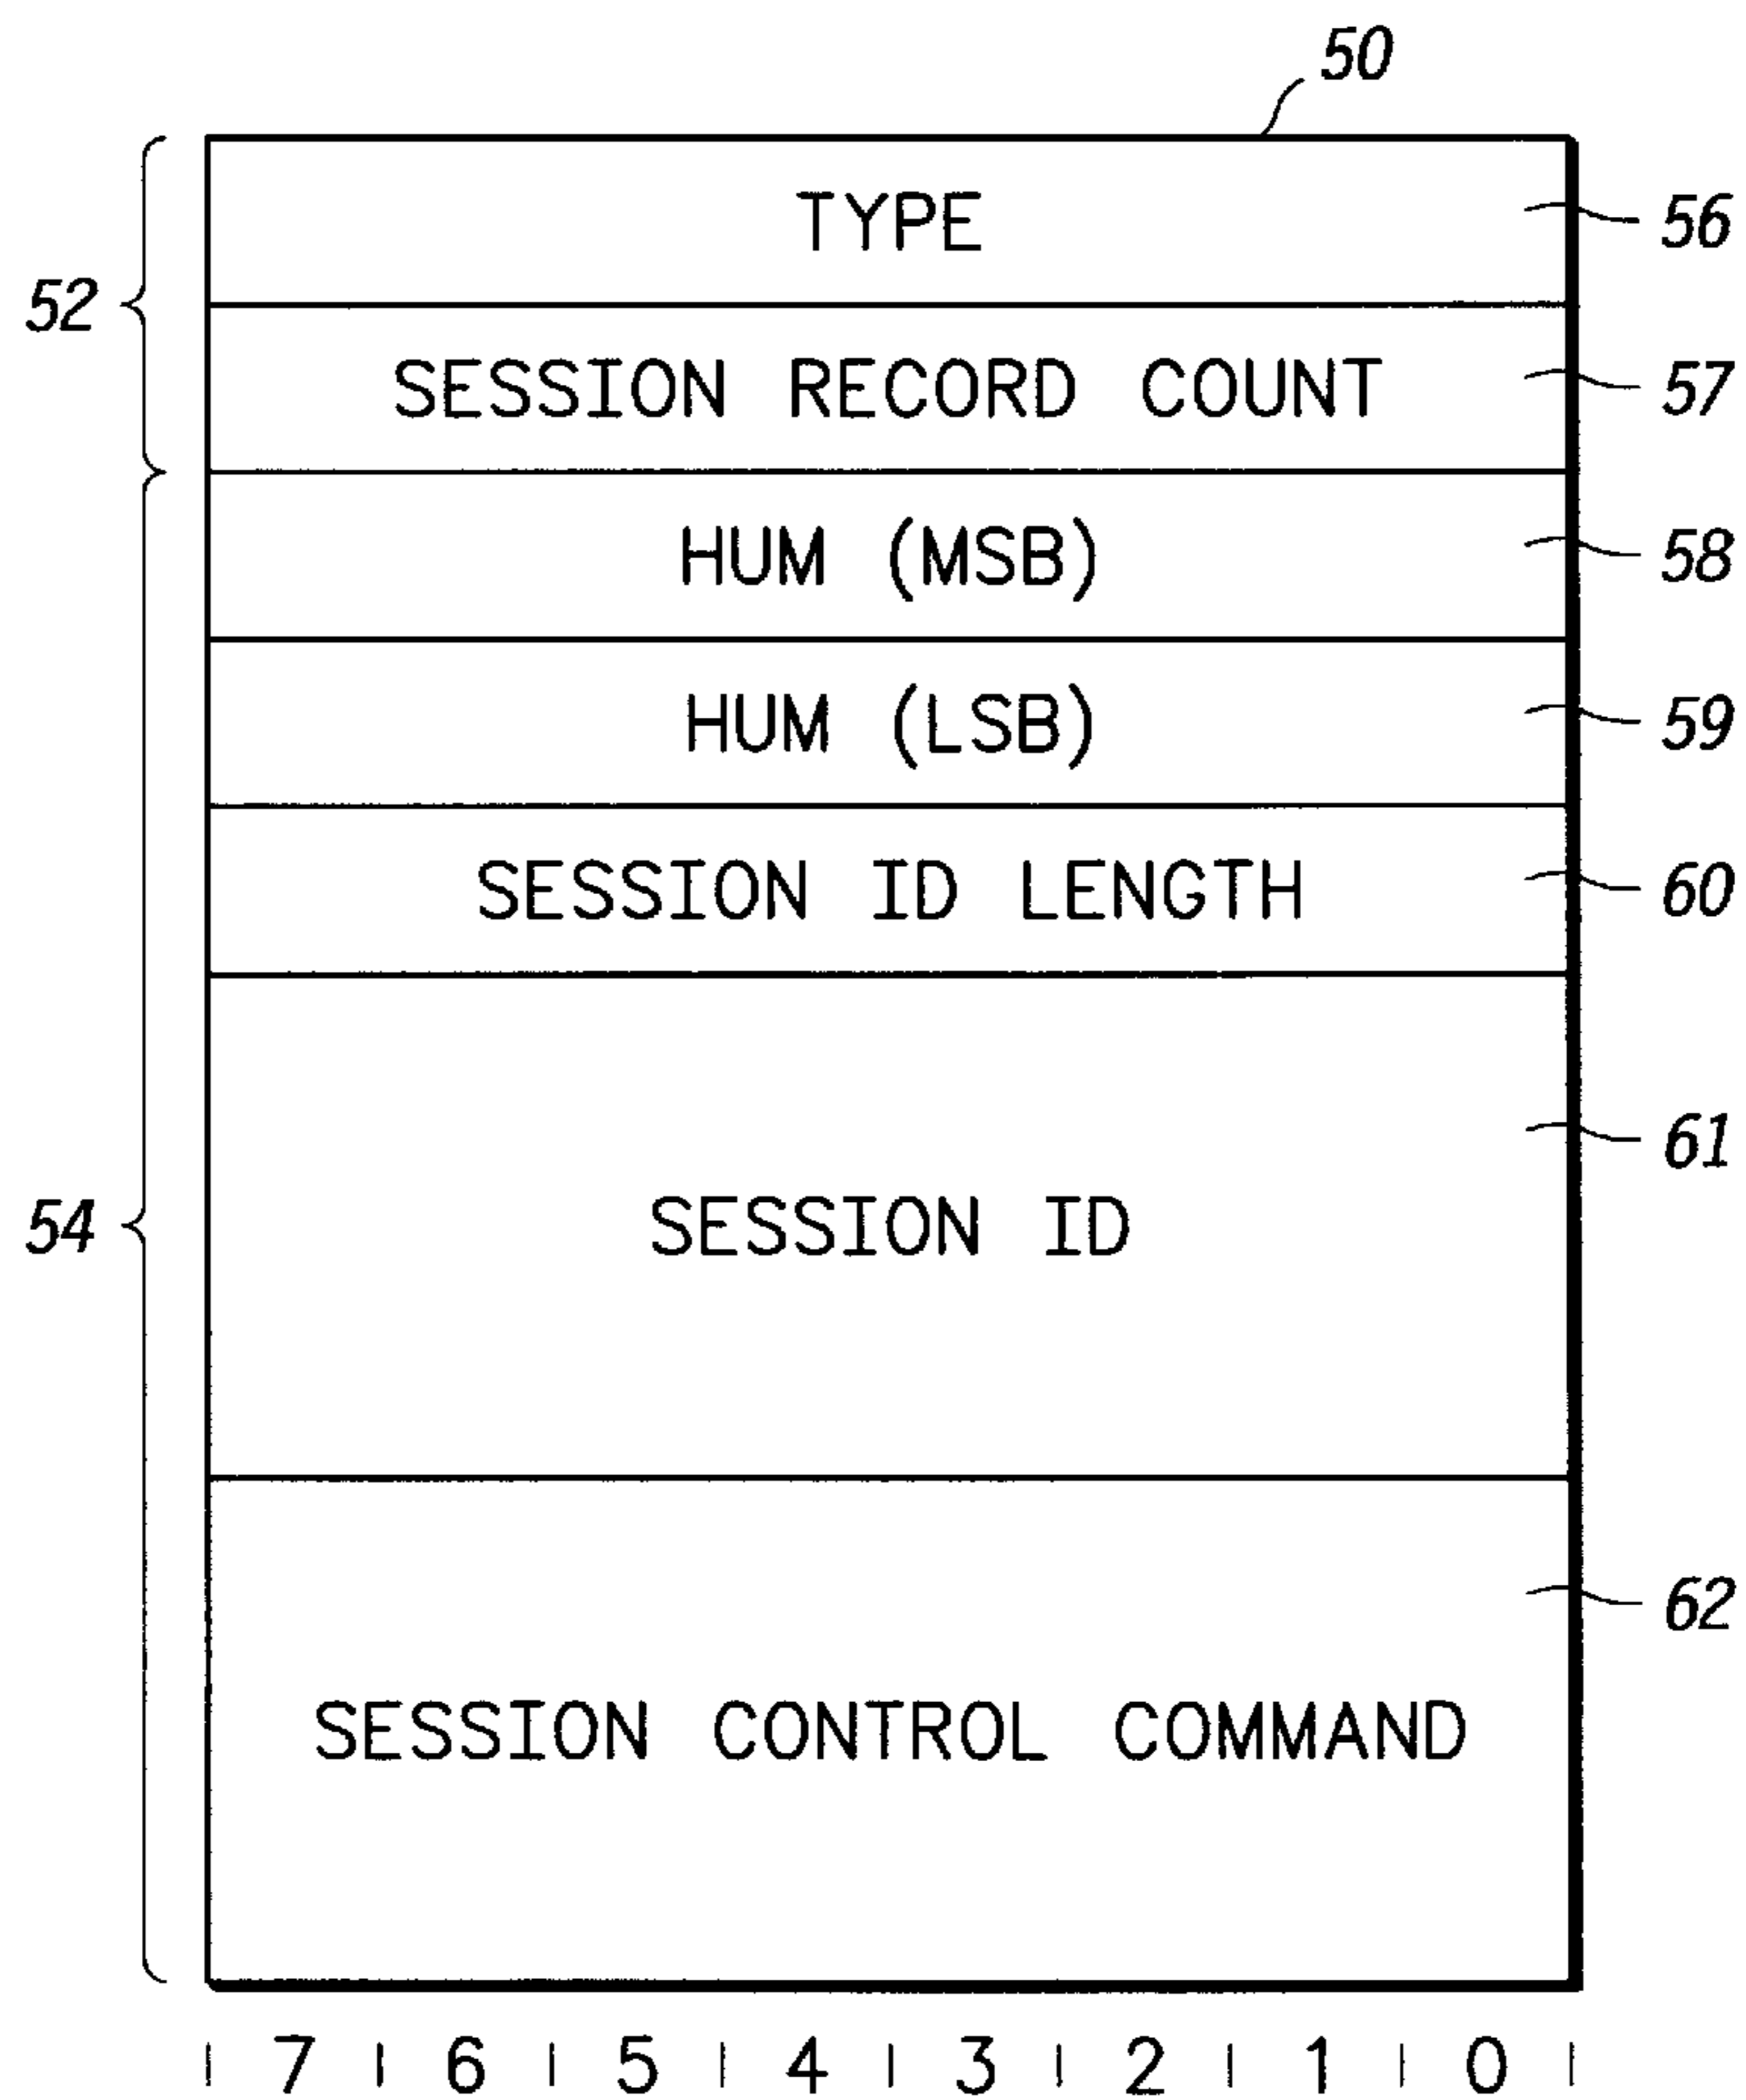 50
TYPE 56
52
SESSION RECORD COUNT 57
HUM (MSB) 58
HUM (LSB) 59
SESSION ID LENGTH 60
61
54 SESSION ID
62
SESSION CONTROL COMMAND
7 6 5 4 3 2 1 0